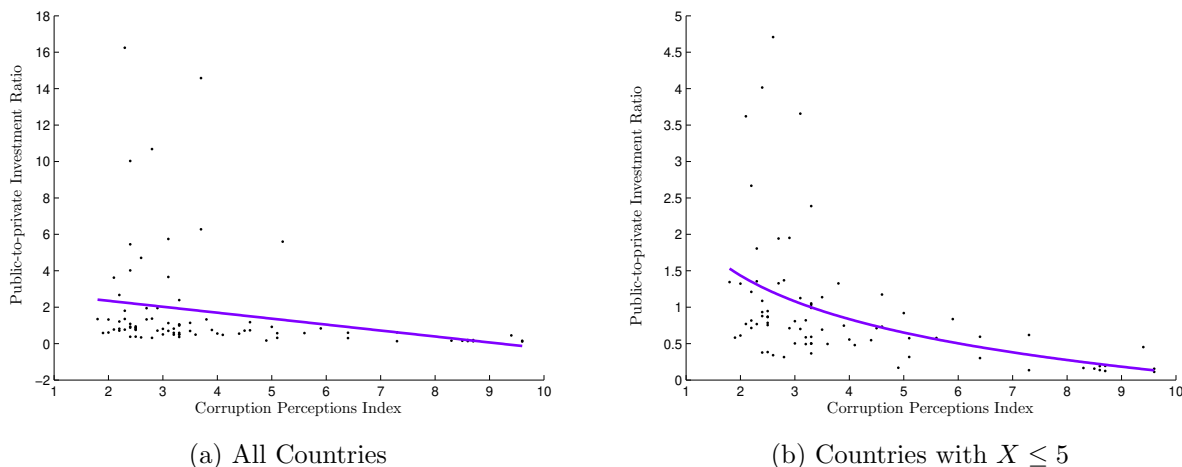 Public-to-private Investment Ratio
18
16
14
12
10
8
6
4
2
0
−2
1 2 3 4 5 6 7 8 9 10
Corruption Perceptions Index
(a) All Countries
Public-to-private Investment Ratio
5
4.5
4
3.5
3
2.5
2
1.5
1
0.5
0
1 2 3 4 5 6 7 8 9 10
Corruption Perceptions Index
(b) Countries with X ≤ 5